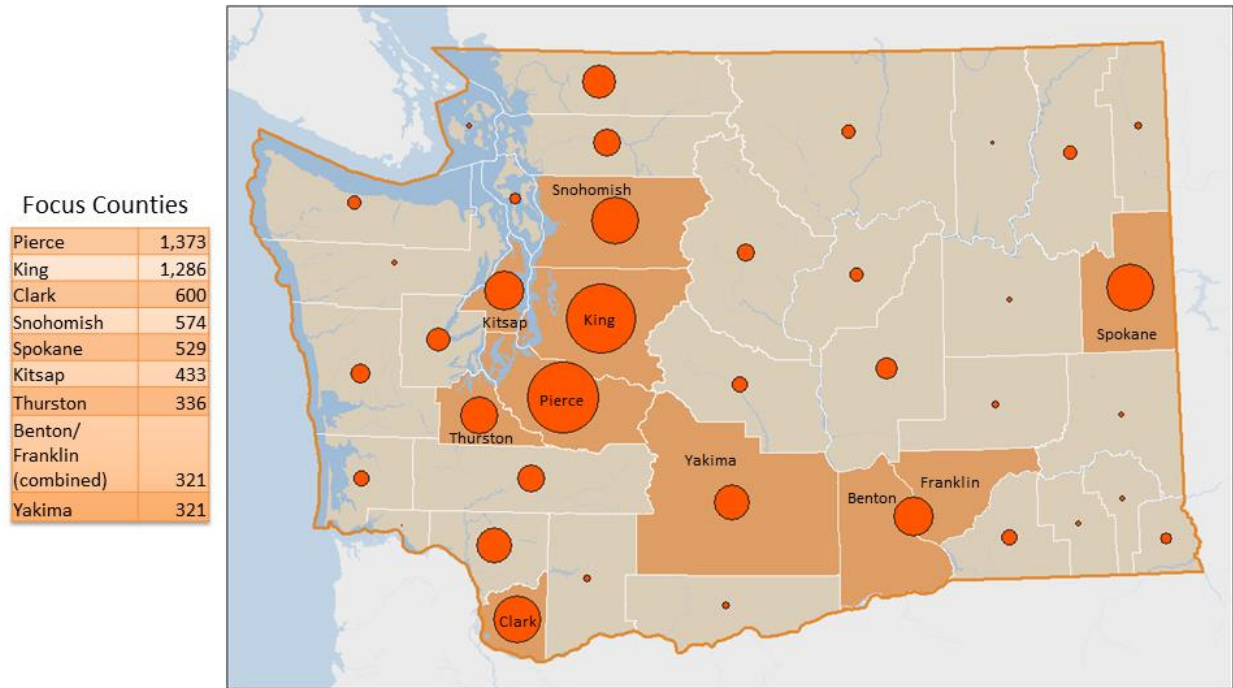 Focus Counties
Pierce 1,373
King 1,286
Clark 600
Snohomish 574
Spokane 529
Kitsap 433
Thurston 336
Benton/
Franklin
(combined) 321
Yakima 321
Snohomish
Kitsap
King
Spokane
Pierce
Thurston
Yakima
Franklin
Benton
Clark